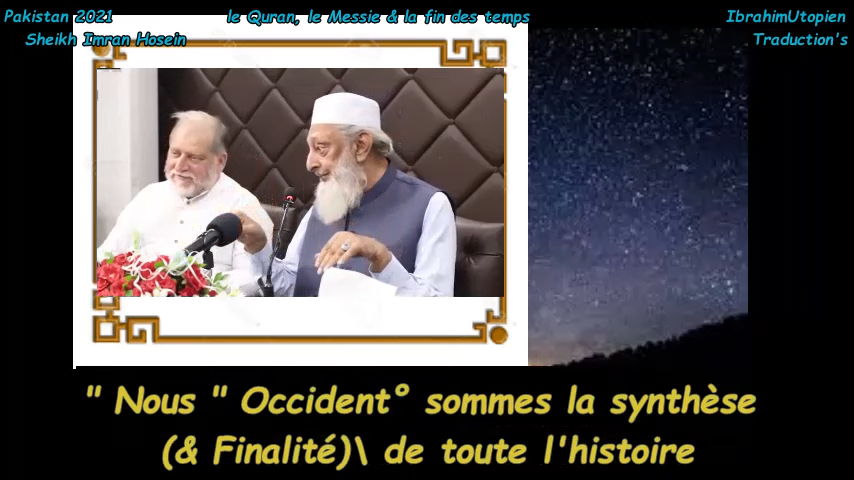 Pakistan 2021 le Quran, le Messie & la fin des temps IbrahimUtopien
Sheikh Imran Hosein Traduction's
" Nous " Occident° sommes la synthèse
(& Finalité)\ de toute l'histoire